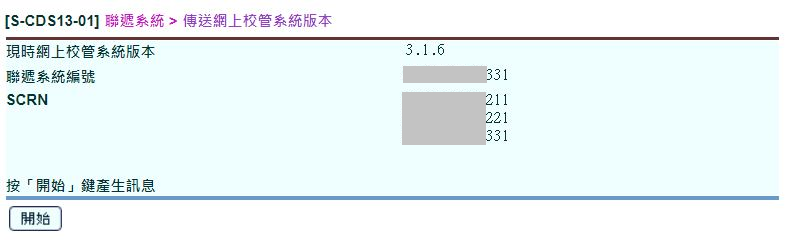 [S-CDS13-01] 聯遞系統 > 傳送網上校管系統版本
現時網上校管系統版本 3.1.6
聯遞系統編號 331
SCRN 211
221
331
按「開始」鍵產生訊息
開始